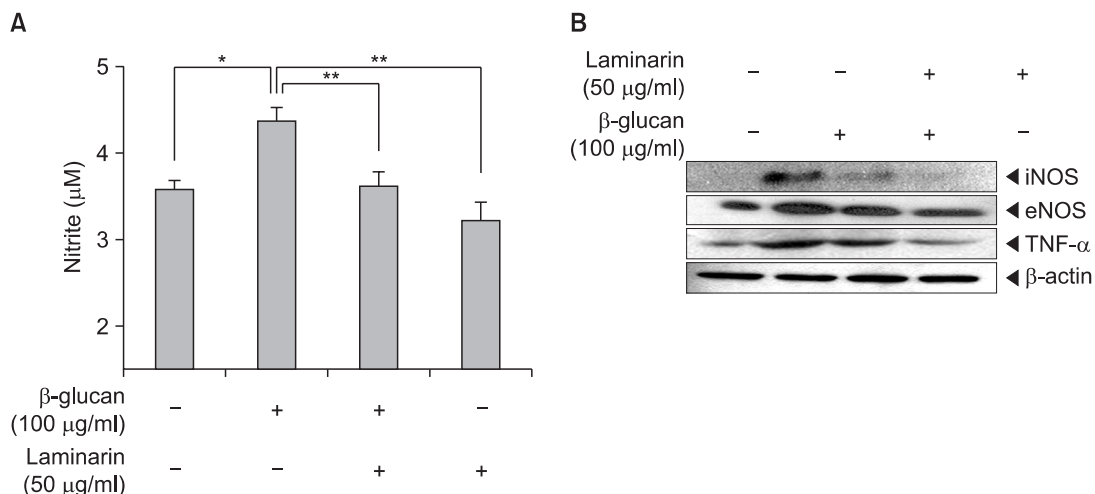 A
* **
**
5
4
3
2
Nitrite (μM)
β-glucan
(100 μg/ml)
– + + –
Laminarin
(50 μg/ml)
– – + +
B
Laminarin
(50 μg/ml)
– – + +
β-glucan
(100 μg/ml)
– + + –
◀ iNOS
◀ eNOS
◀ TNF-α
◀ β-actin